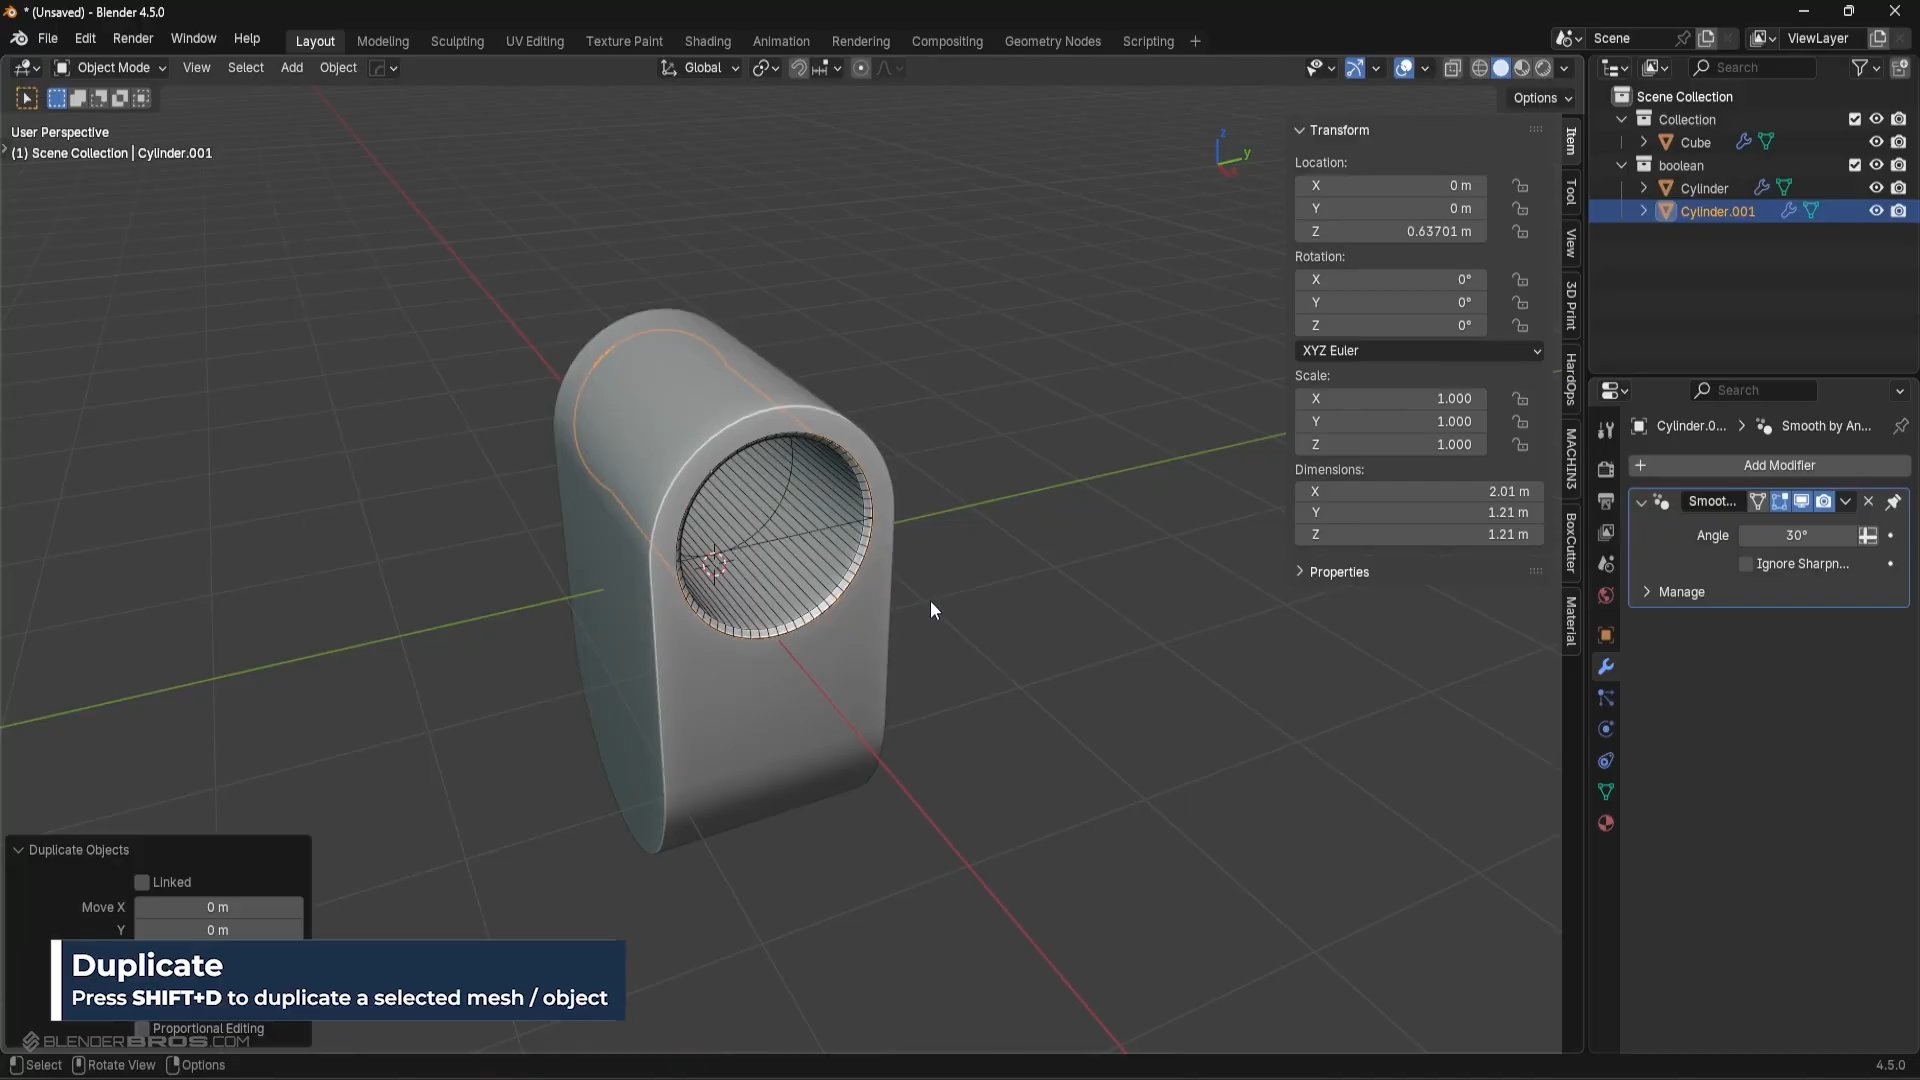 * (Unsaved) - Blender 4.5.0
File Edit Render Window Help
Layout Modeling Sculpting UV Editing Texture Paint Shading Animation Rendering Compositing Geometry Nodes Scripting +
Scene
ViewLayer
Object Mode View Select Add Object
Global
Search
Options
User Perspective
(1) Scene Collection | Cylinder.001
z
y
Transform
Location:
X 0 m
Y 0 m
Z 0.63701 m
Rotation:
X 0°
Y 0°
Z 0°
XYZ Euler
Scale:
X 1.000
Y 1.000
Z 1.000
Dimensions:
X 2.01 m
Y 1.21 m
Z 1.21 m
Properties
Item
Tool
View
3D Print
HardOps
MACHIN3
BoxCutter
Material
Scene Collection
Collection
Cube
boolean
Cylinder
Cylinder.001
Search
Cylinder.0... > Smooth by An...
+ Add Modifier
Smoot...
Angle 30°
Ignore Sharpn...
Manage
Duplicate Objects
Linked
Move X 0 m
Y 0 m
Duplicate
Press SHIFT+D to duplicate a selected mesh / object
Proportional Editing
BLENDERBROS.COM
Select Rotate View Options
4.5.0